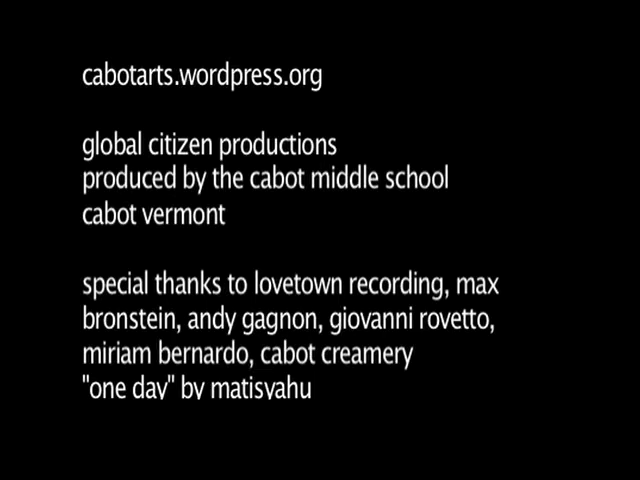 cabotarts.wordpress.org
global citizen productions
produced by the cabot middle school
cabot vermont
special thanks to lovetown recording, max
bronstein, andy gagnon, giovanni rovetto,
miriam bernardo, cabot creamery
"one day" by matisyahu